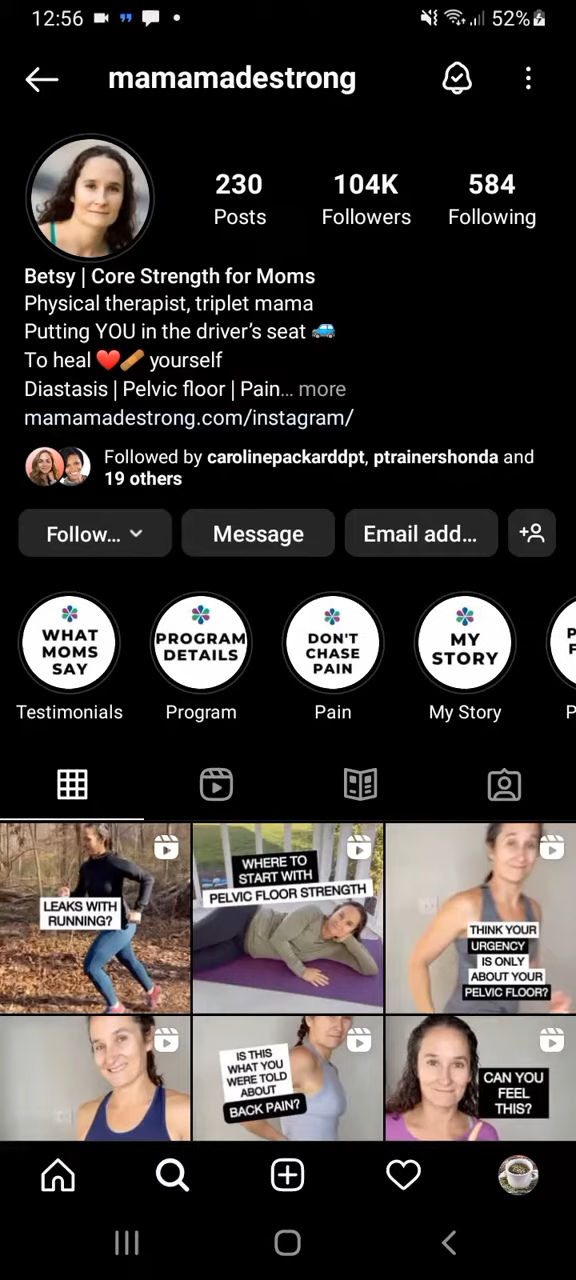 12:56
52%
mamamadestrong
230
104K
584
Posts
Followers
Following
Betsy | Core Strength for Moms
Physical therapist, triplet mama
Putting YOU in the driver's seat 🚙
To heal ❤️🩹 yourself
Diastasis | Pelvic floor | Pain... more
mamamadestrong.com/instagram/
Followed by carolinepackarddpt, ptrainershonda and
19 others
Follow...
Message
Email add...
WHAT
MOMS
SAY
PROGRAM
DETAILS
DON'T
CHASE
PAIN
MY
STORY
P
F
Testimonials
Program
Pain
My Story
P
LEAKS WITH
RUNNING?
WHERE TO
START WITH
PELVIC FLOOR STRENGTH
THINK YOUR
URGENCY
IS ONLY
ABOUT YOUR
PELVIC FLOOR?
IS THIS
WHAT YOU
WERE TOLD
ABOUT
BACK PAIN?
CAN YOU
FEEL
THIS?